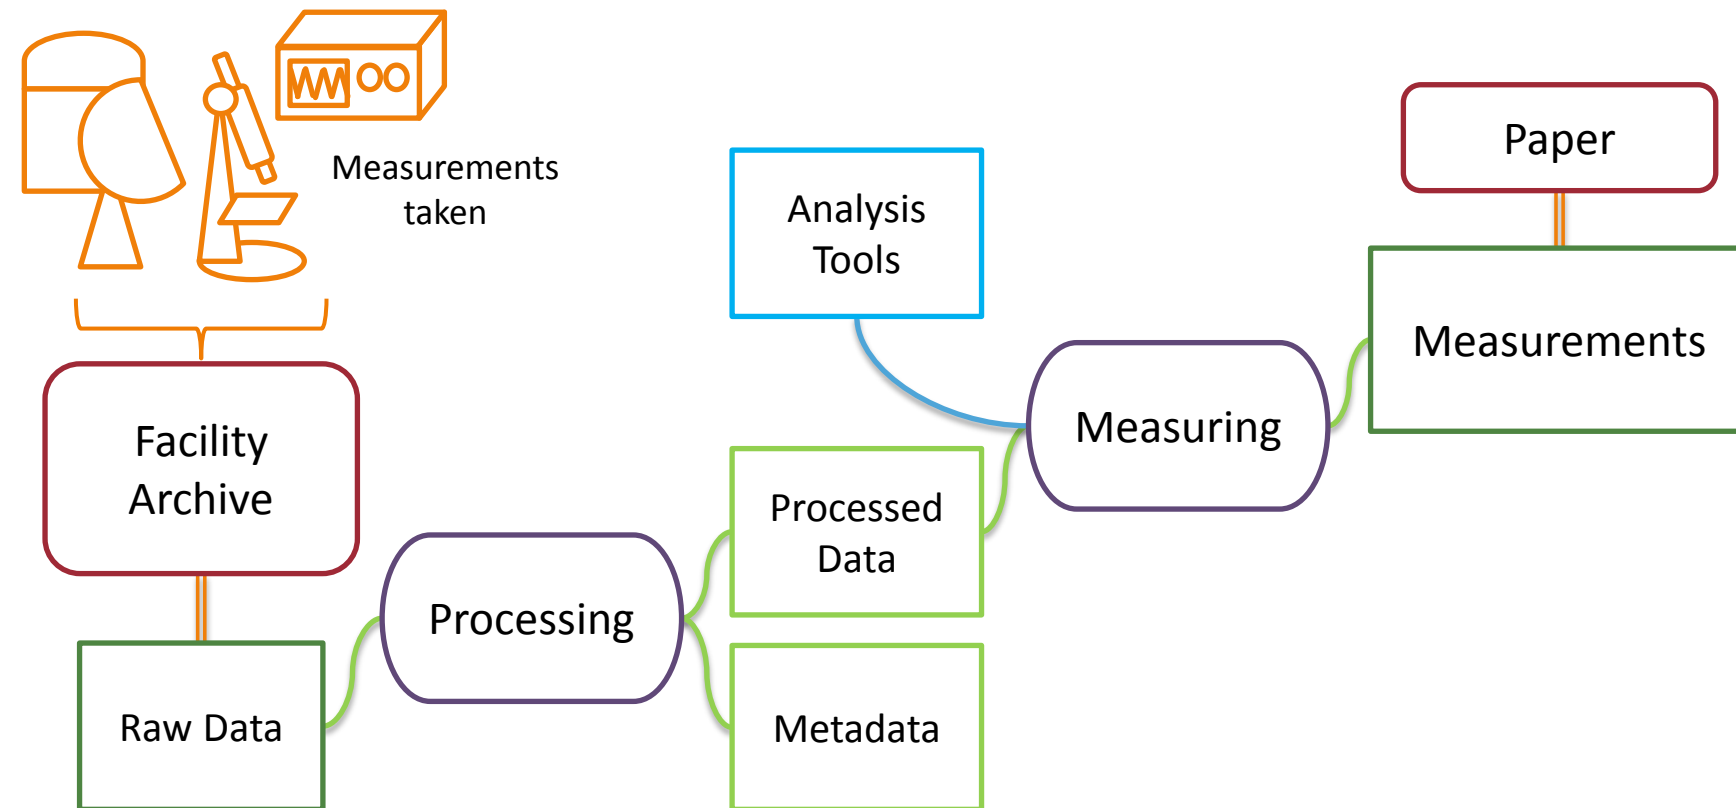 Measurements
taken
Facility
Archive
Raw Data
Processing
Analysis
Tools
Processed
Data
Metadata
Measuring
Paper
Measurements